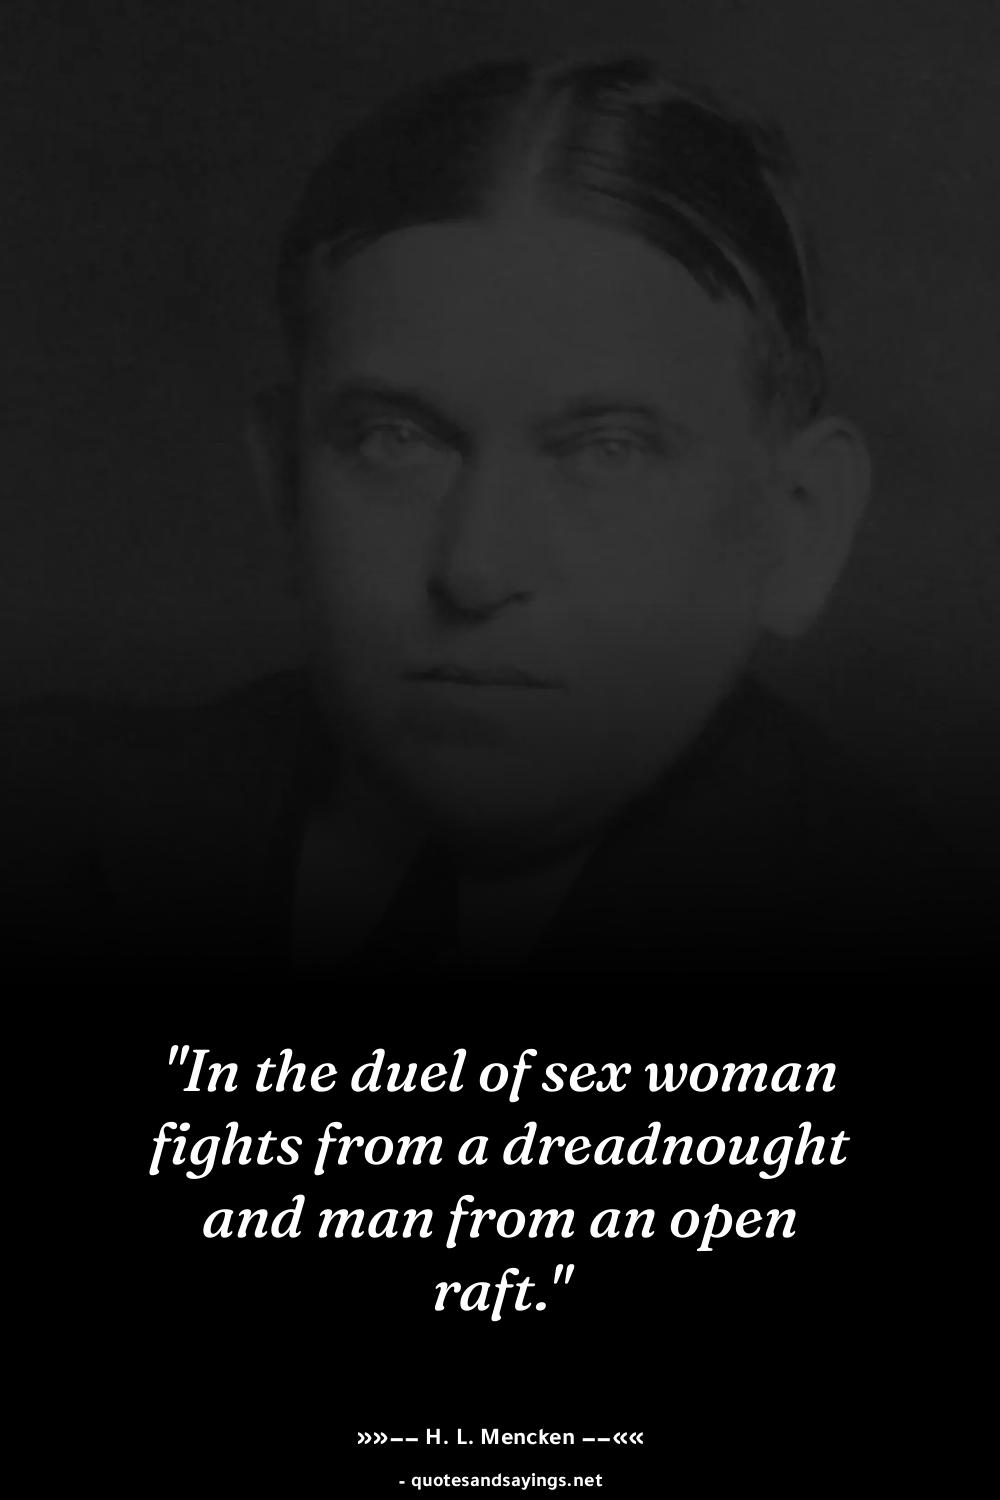 "In the duel of sex woman
fights from a dreadnought
and man from an open
raft."
»»−− H. L. Mencken −−««
- quotesandsayings.net